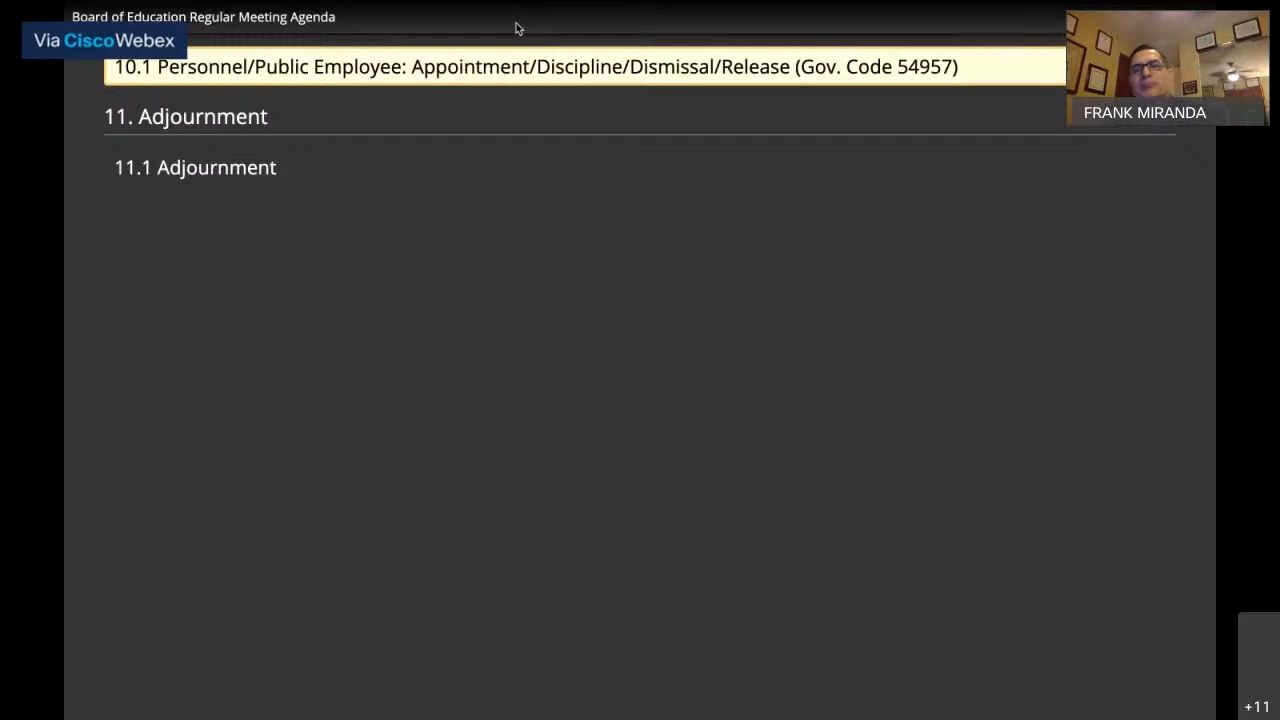 Board of Education Regular Meeting Agenda
Via CiscoWebex
10.1 Personnel/Public Employee: Appointment/Discipline/Dismissal/Release (Gov. Code 54957)
FRANK MIRANDA
11. Adjournment
11.1 Adjournment
+11